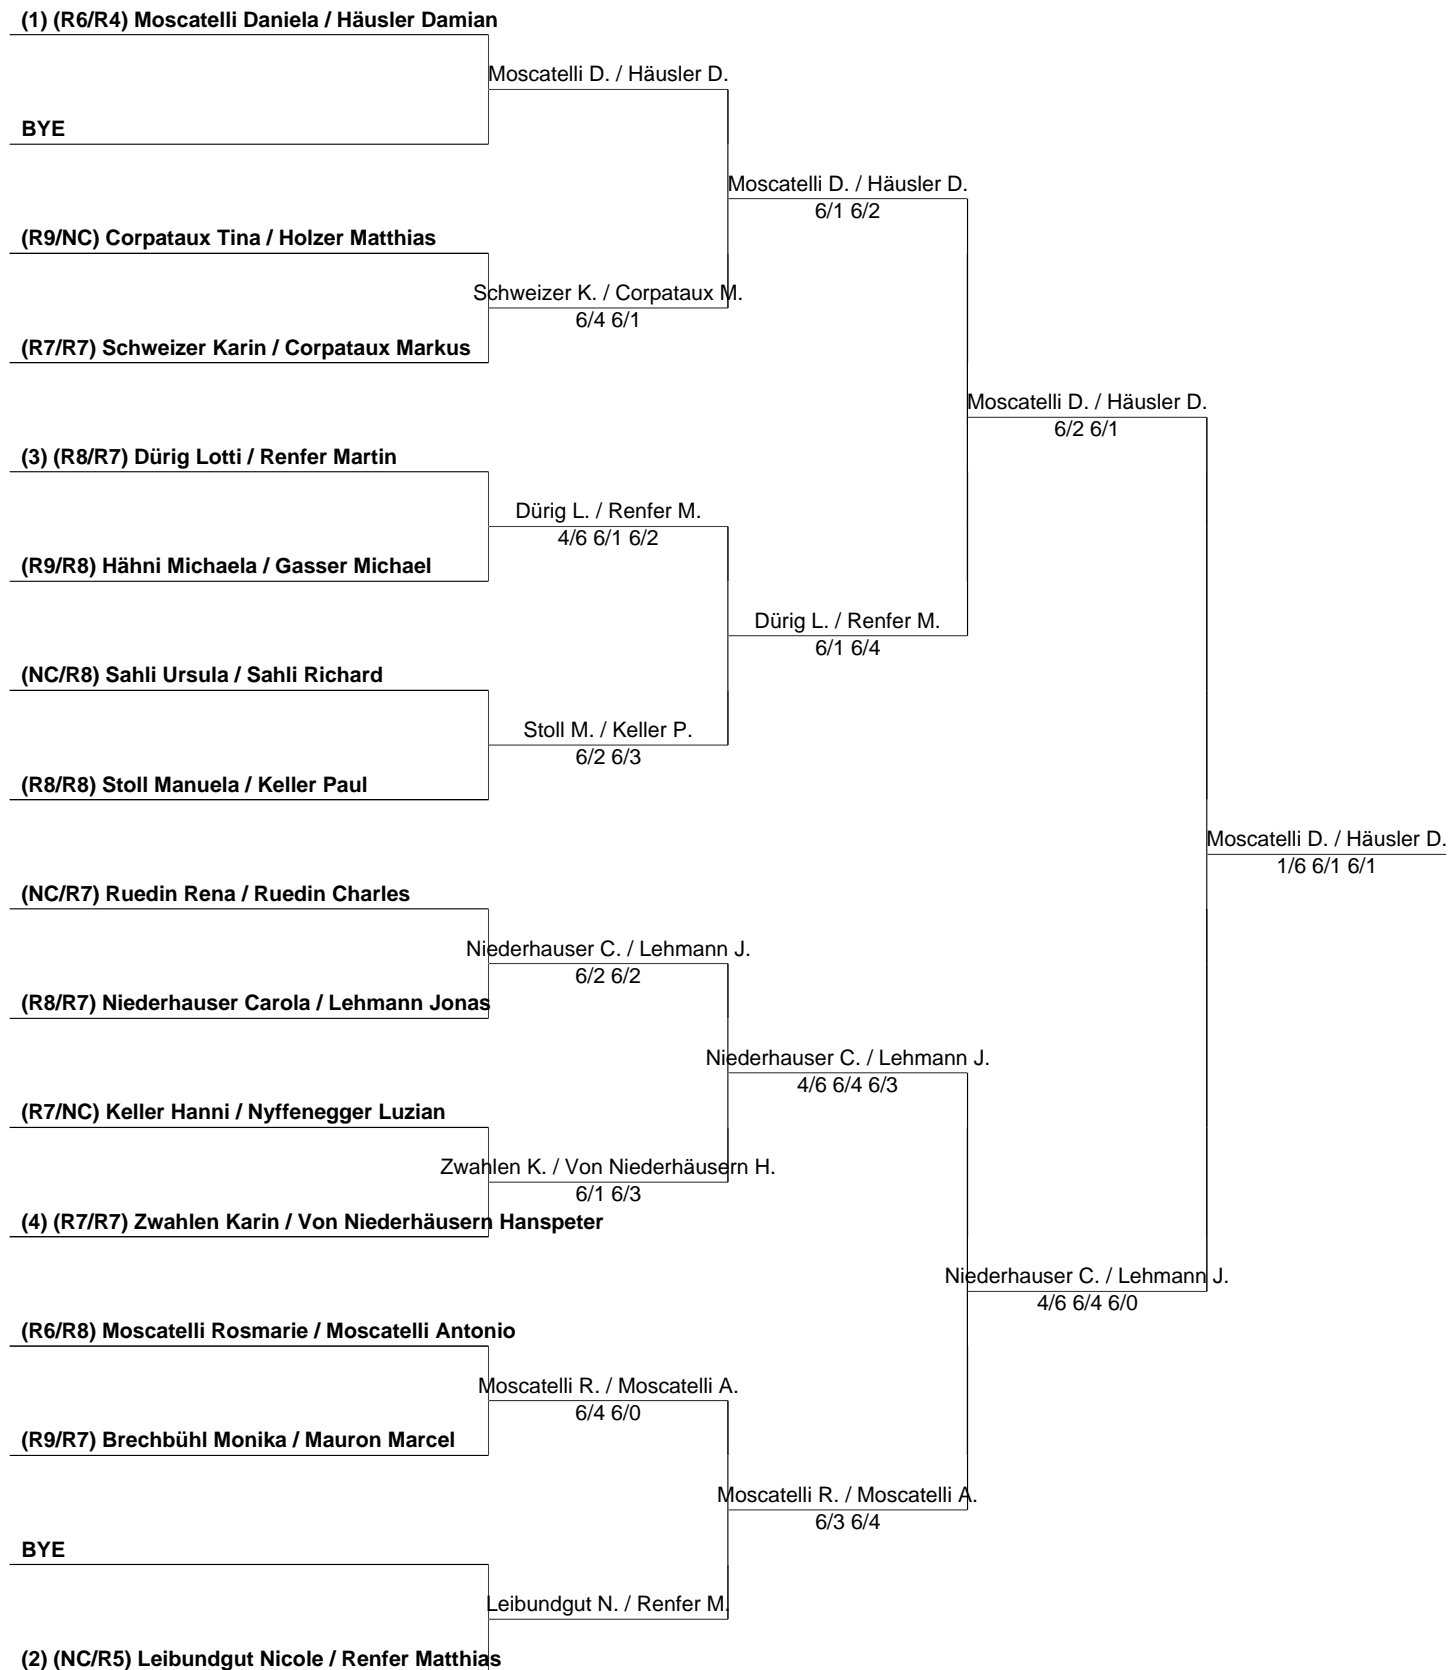 (1) (R6/R4) Moscatelli Daniela / Häusler Damian
Moscatelli D. / Häusler D.
BYE
Moscatelli D. / Häusler D.
6/1 6/2
(R9/NC) Corpataux Tina / Holzer Matthias
Schweizer K. / Corpataux M.
6/4 6/1
(R7/R7) Schweizer Karin / Corpataux Markus
Moscatelli D. / Häusler D.
6/2 6/1
(3) (R8/R7) Dürig Lotti / Renfer Martin
Dürig L. / Renfer M.
4/6 6/1 6/2
(R9/R8) Hähni Michaela / Gasser Michael
Dürig L. / Renfer M.
6/1 6/4
(NC/R8) Sahli Ursula / Sahli Richard
Stoll M. / Keller P.
6/2 6/3
(R8/R8) Stoll Manuela / Keller Paul
Moscatelli D. / Häusler D.
1/6 6/1 6/1
(NC/R7) Ruedin Rena / Ruedin Charles
Niederhauser C. / Lehmann J.
6/2 6/2
(R8/R7) Niederhauser Carola / Lehmann Jonas
Niederhauser C. / Lehmann J.
4/6 6/4 6/3
(R7/NC) Keller Hanni / Nyffenegger Luzian
Zwahlen K. / Von Niederhäusern H.
6/1 6/3
(4) (R7/R7) Zwahlen Karin / Von Niederhäusern Hanspeter
Niederhauser C. / Lehmann J.
4/6 6/4 6/0
(R6/R8) Moscatelli Rosmarie / Moscatelli Antonio
Moscatelli R. / Moscatelli A.
6/4 6/0
(R9/R7) Brechbühl Monika / Mauron Marcel
Moscatelli R. / Moscatelli A.
6/3 6/4
BYE
Leibundgut N. / Renfer M.
(2) (NC/R5) Leibundgut Nicole / Renfer Matthias